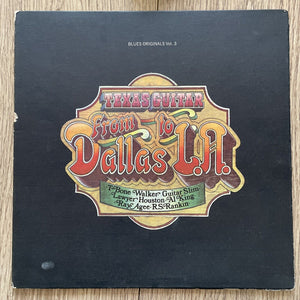 BLUES ORIGINALS Vol. 3
TEXAS GUITAR
From to
Dallas L.A.
T-Bone Walker·Guitar Slim
Lawyer Houston·Al King
Ray Agee·R.S. Rankin